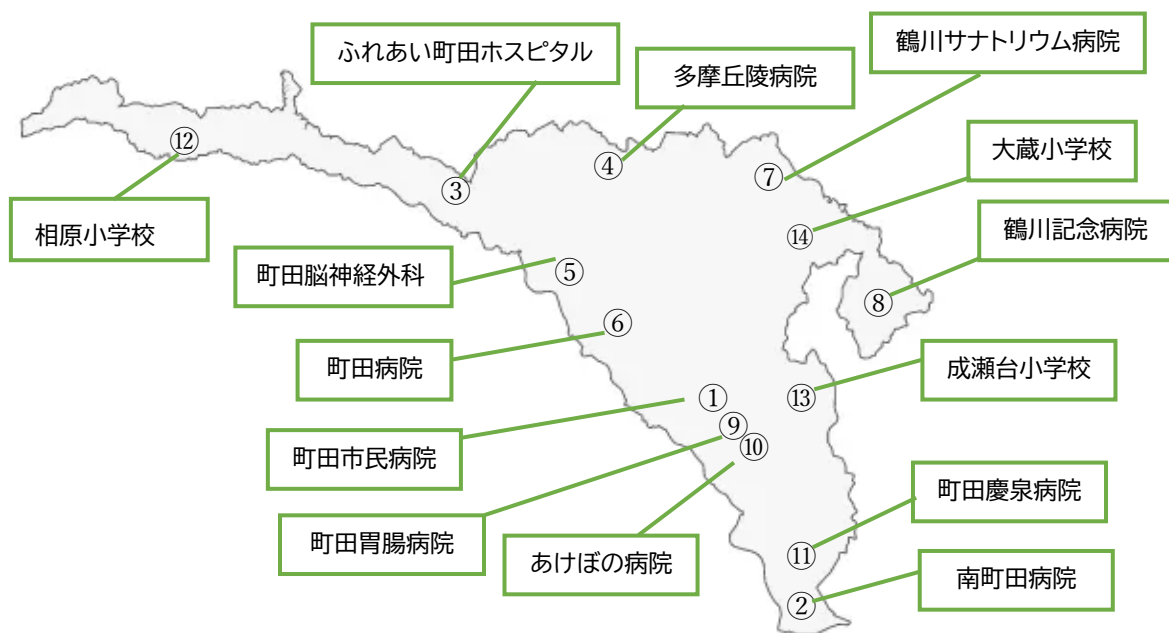 ふれあい町田ホスピタル
鶴川サナトリウム病院
多摩丘陵病院
⑫
④
⑦
大蔵小学校
③
相原小学校
⑭
鶴川記念病院
町田脳神経外科
⑤
⑧
⑥
町田病院
成瀬台小学校
①
⑬
⑨
町田市民病院
⑩
町田慶泉病院
町田胃腸病院
あけぼの病院
⑪
南町田病院
②